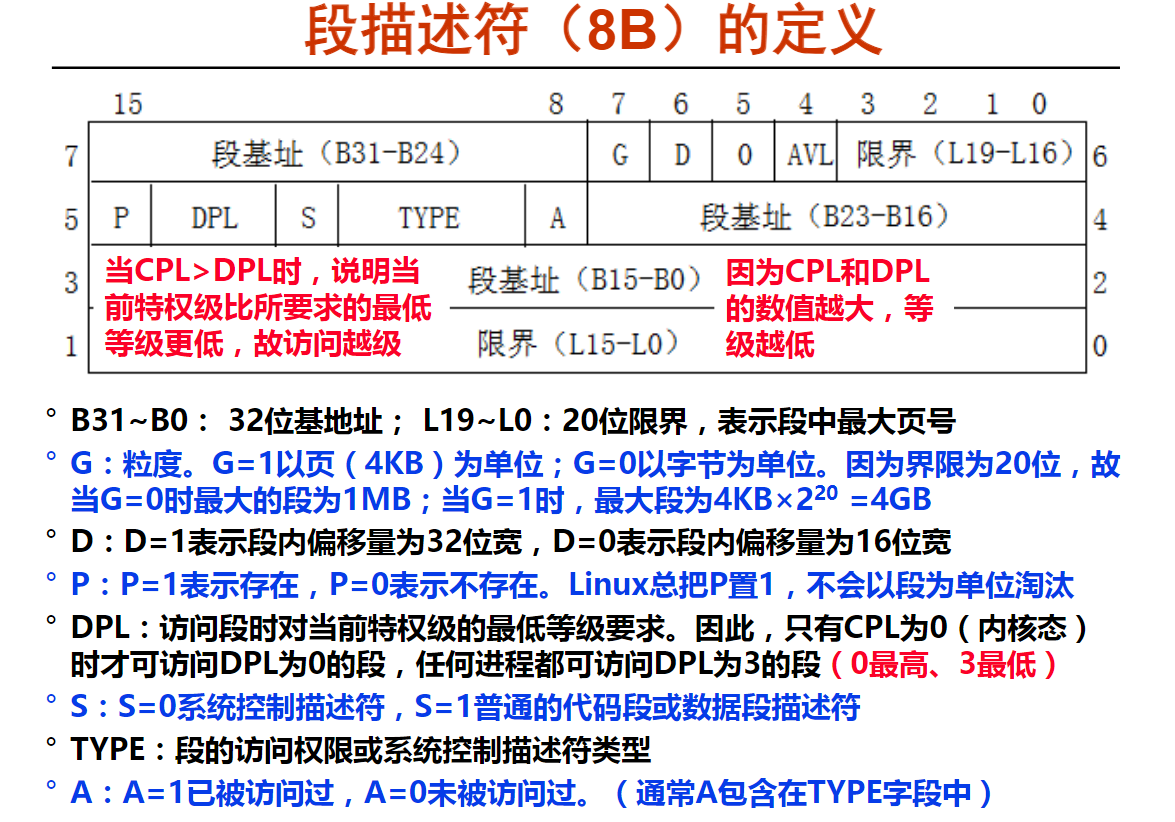 段描述符（8B）的定义
15 8 7 6 5 4 3 2 1 0
7 段基址（B31-B24） G D 0 AVL 限界（L19-L16） 6
5 P DPL S TYPE A 段基址（B23-B16） 4
当CPL>DPL时，说明当
前特权级比所要求的最低
等级更低，故访问越级
3 段基址（B15-B0） 2
因为CPL和DPL
的数值越大，等
级越低
1 限界（L15-L0） 0
° B31~B0： 32位基地址； L19~L0：20位限界，表示段中最大页号
° G：粒度。G=1以页（4KB）为单位；G=0以字节为单位。因为界限为20位，故
当G=0时最大的段为1MB；当G=1时，最大段为4KB×2²⁰ =4GB
° D：D=1表示段内偏移量为32位宽，D=0表示段内偏移量为16位宽
° P：P=1表示存在，P=0表示不存在。Linux总把P置1，不会以段为单位淘汰
° DPL：访问段时对当前特权级的最低等级要求。因此，只有CPL为0（内核态）
时才可访问DPL为0的段，任何进程都可访问DPL为3的段（0最高、3最低）
° S：S=0系统控制描述符，S=1普通的代码段或数据段描述符
° TYPE：段的访问权限或系统控制描述符类型
° A：A=1已被访问过，A=0未被访问过。（通常A包含在TYPE字段中）